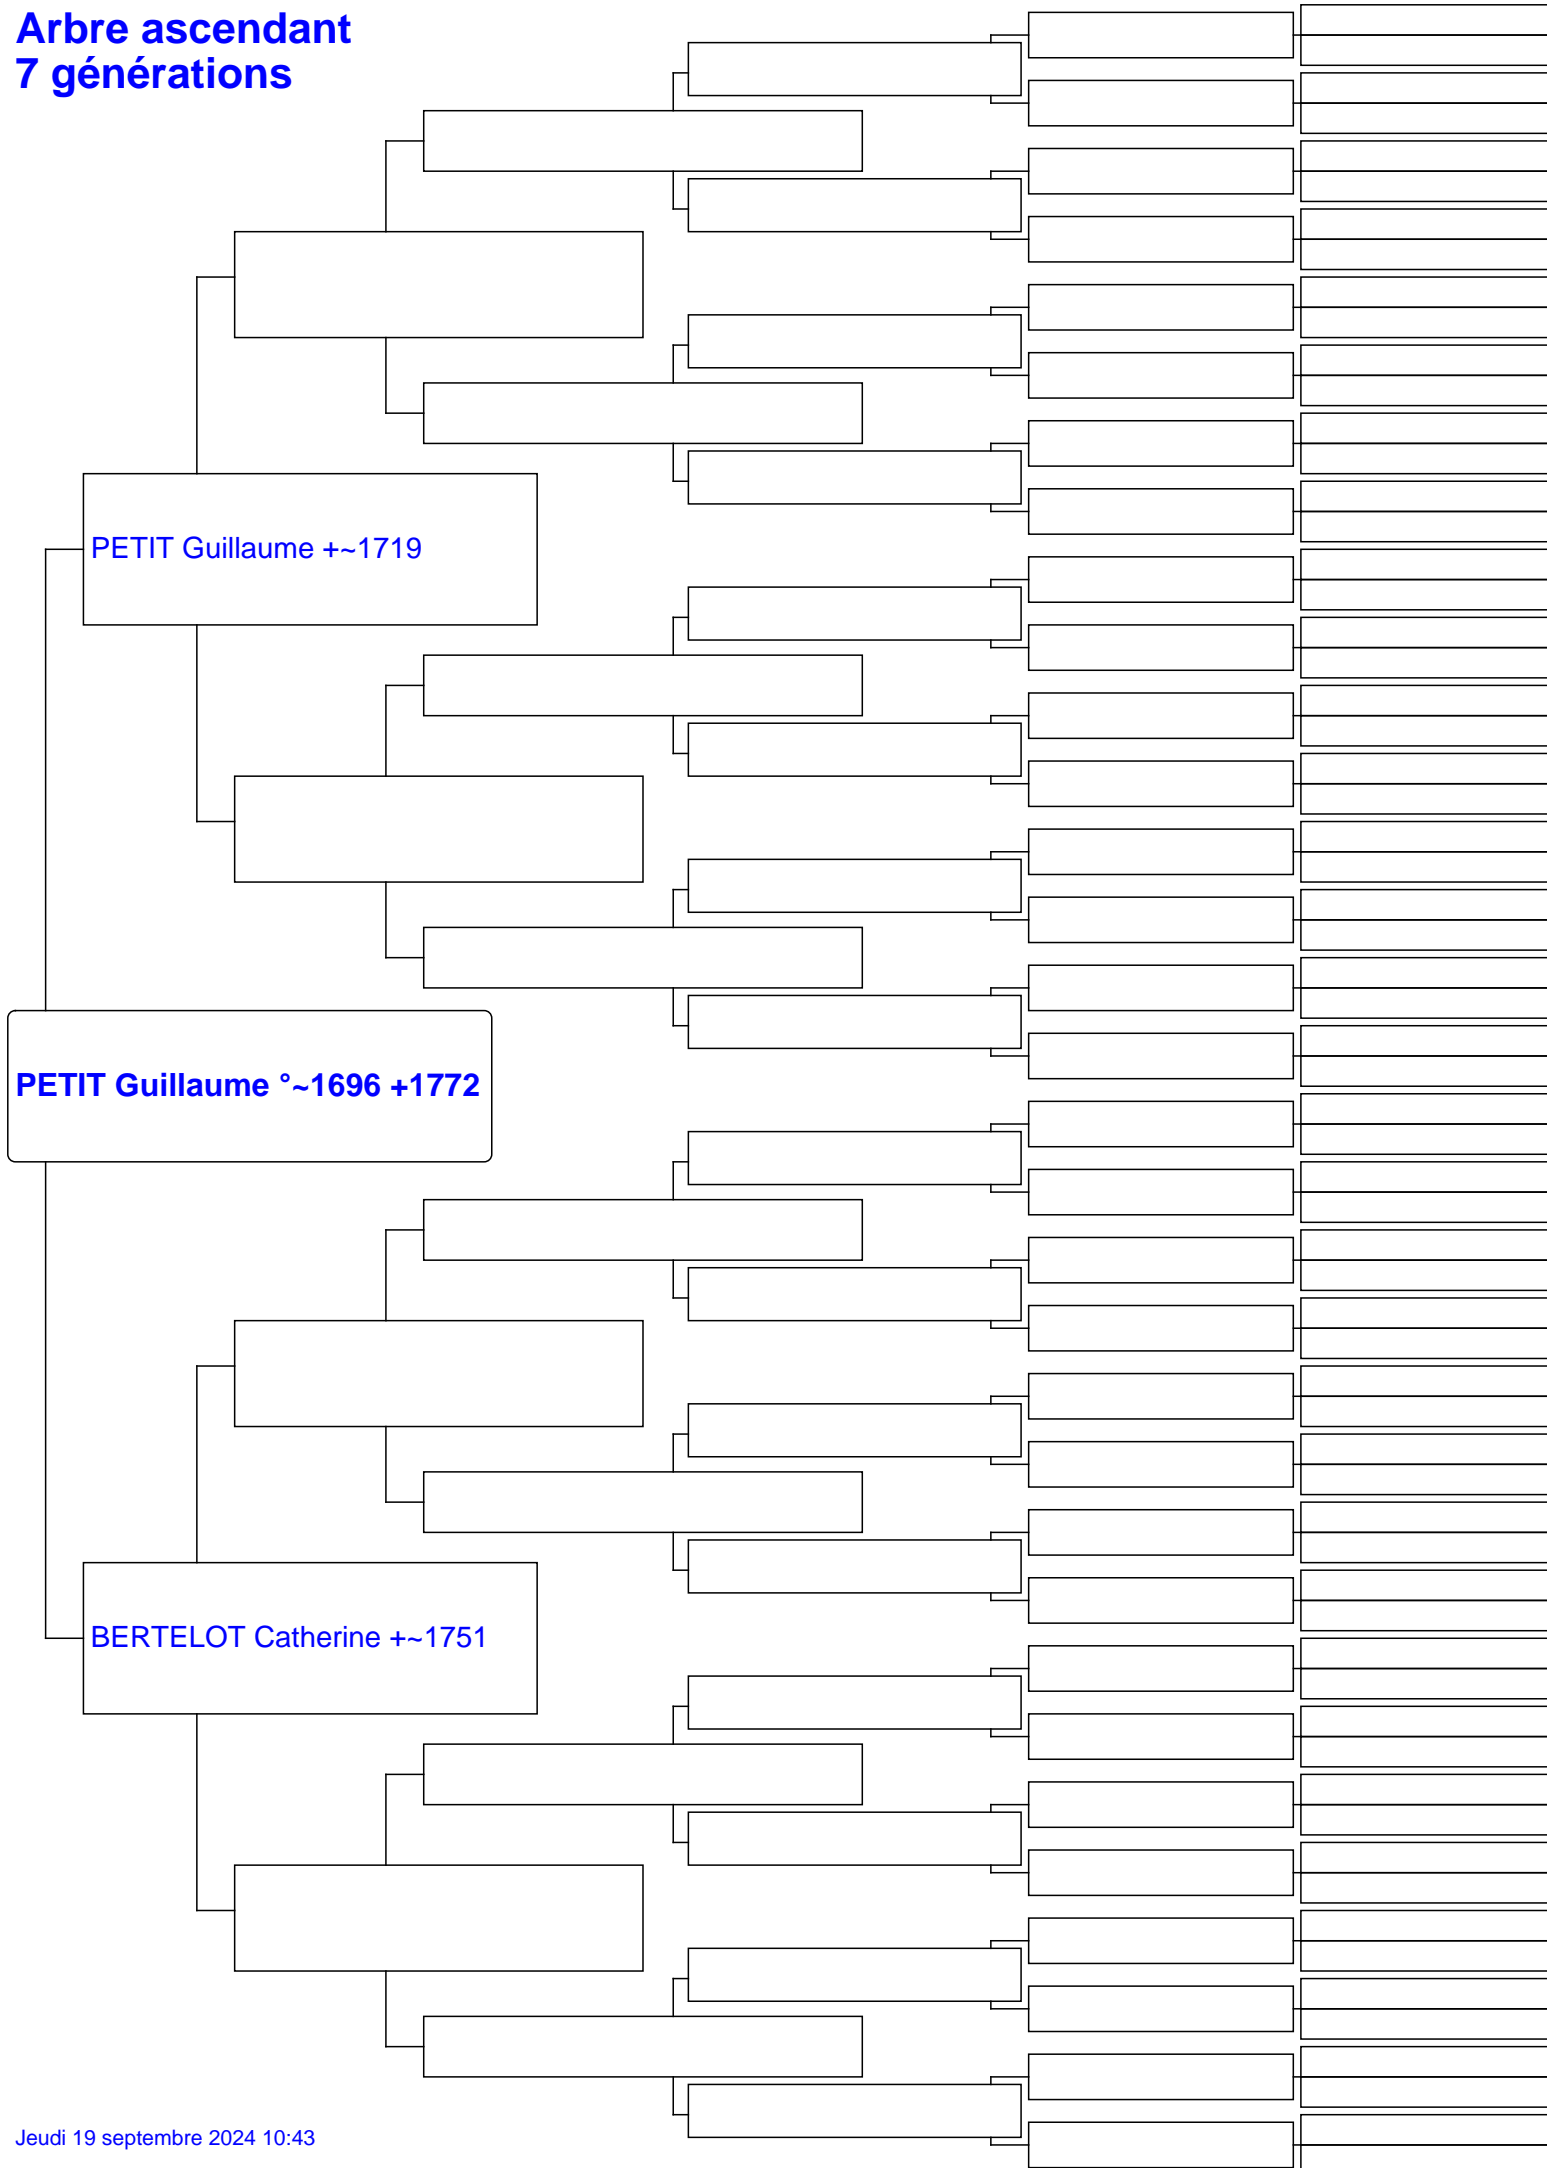 Arbre ascendant
7 générations
PETIT Guillaume +~1719
PETIT Guillaume °~1696 +1772
BERTELOT Catherine +~1751
Jeudi 19 septembre 2024 10:43